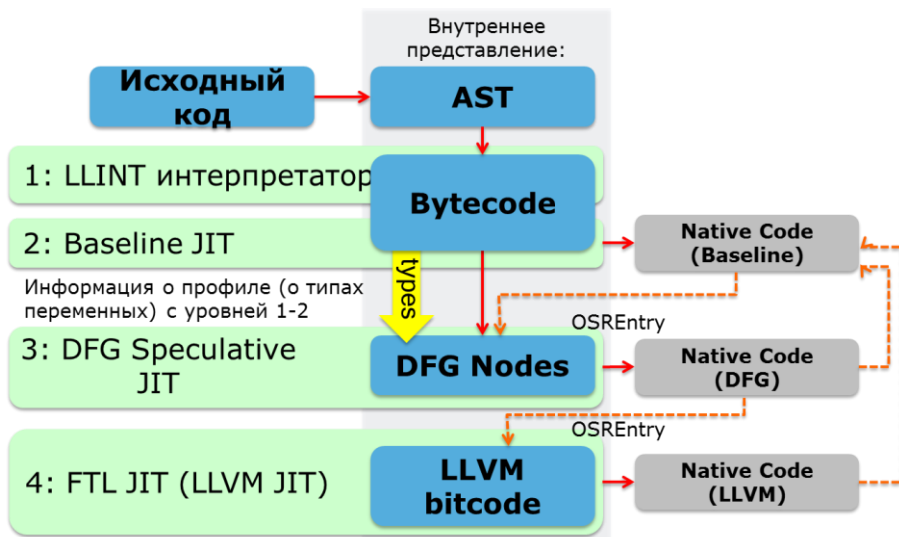 Внутреннее
представление:
Исходный
код
AST
1: LLINT интерпретатор
Bytecode
2: Baseline JIT
Native Code
(Baseline)
types
Информация о профиле (о типах
переменных) с уровней 1-2
OSREntry
3: DFG Speculative
JIT
DFG Nodes
Native Code
(DFG)
OSREntry
4: FTL JIT (LLVM JIT)
LLVM
bitcode
Native Code
(LLVM)